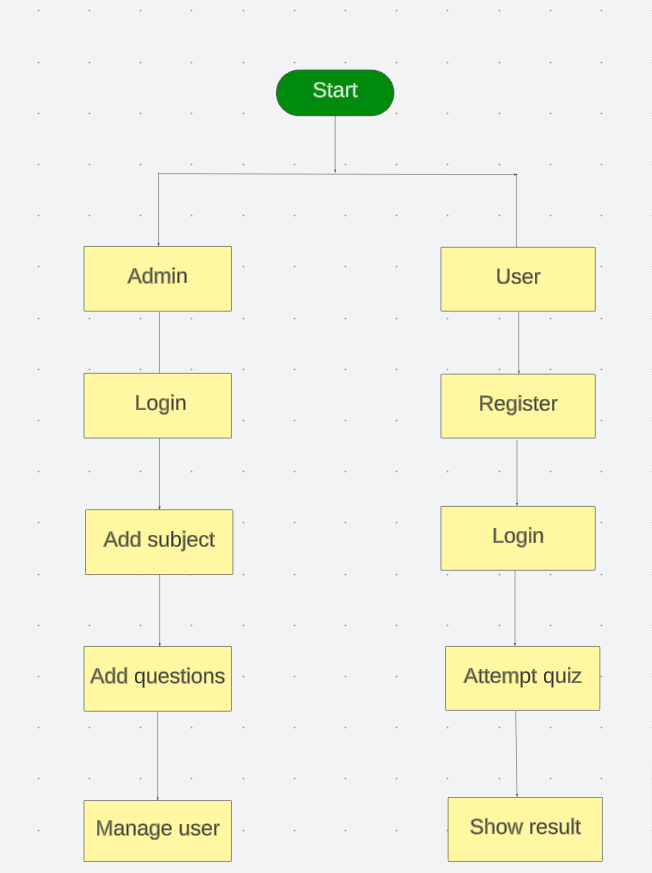 Start
Admin
User
Login
Register
Add subject
Login
Add questions
Attempt quiz
Manage user
Show result